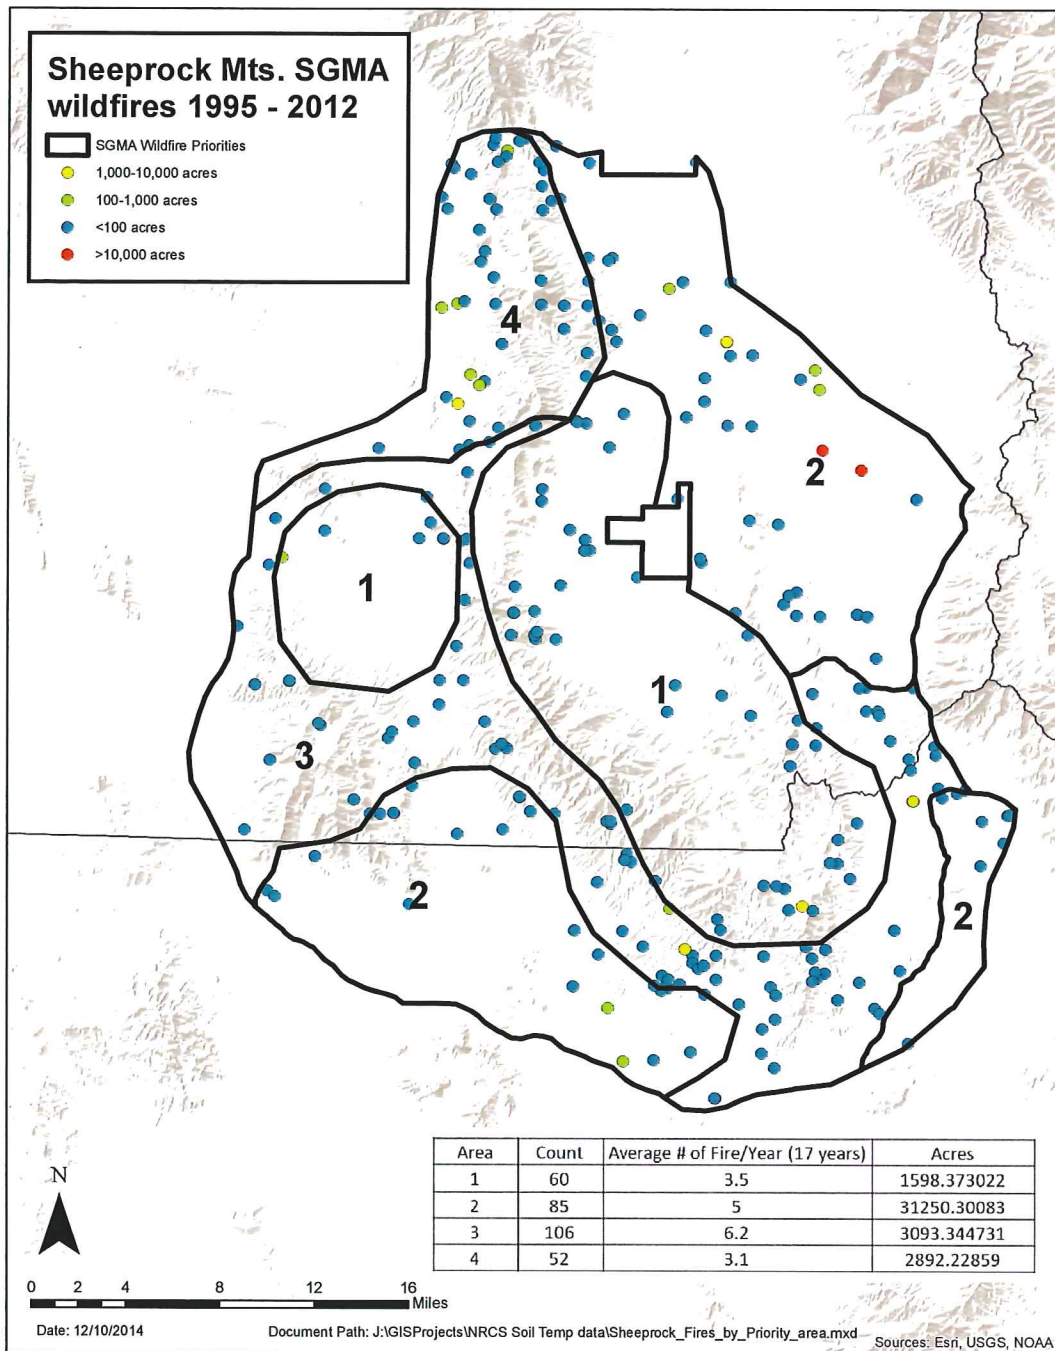 Sheeprock Mts. SGMA
wildfires 1995 - 2012
SGMA Wildfire Priorities
1,000-10,000 acres
100-1,000 acres
<100 acres
>10,000 acres
4
2
1
1
3
2
2
Area Count Average # of Fire/Year (17 years) Acres
1 60 3.5 1598.373022
2 85 5 31250.30083
3 106 6.2 3093.344731
4 52 3.1 2892.22859
N
0 2 4 8 12 16
Miles
Date: 12/10/2014
Document Path: J:\GISProjects\NRCS Soil Temp data\Sheeprock_Fires_by_Priority_area.mxd
Sources: Esri, USGS, NOAA